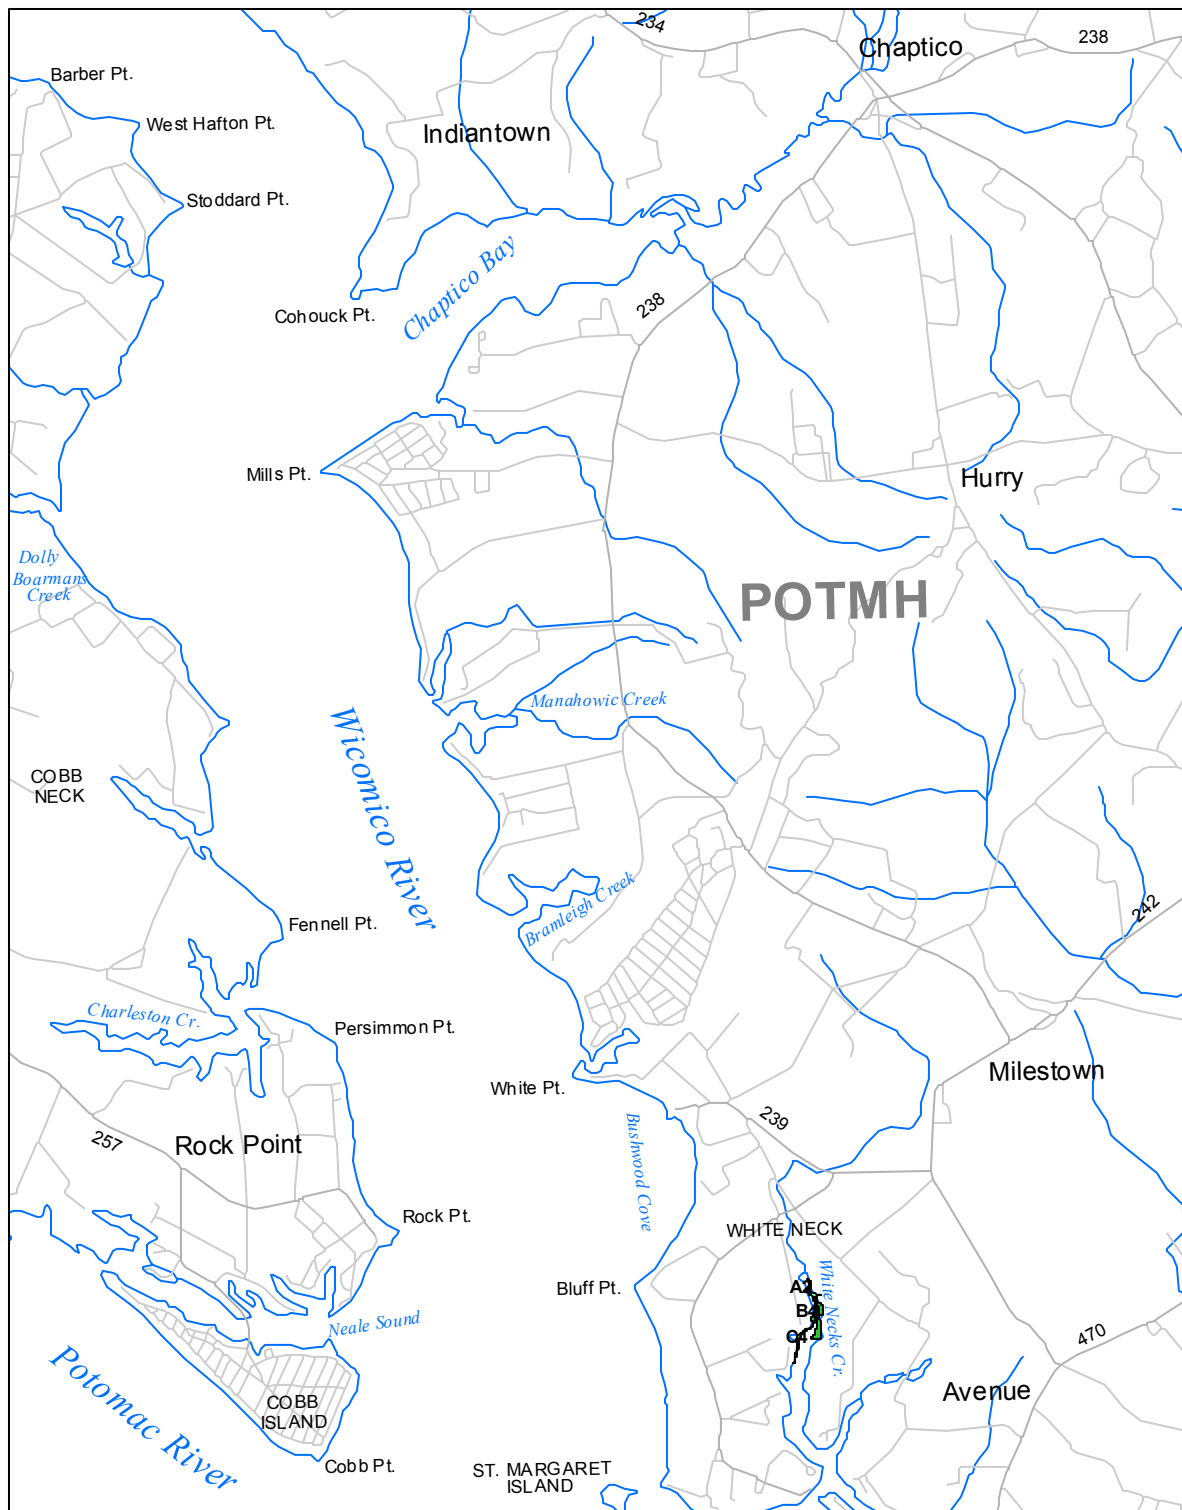 234
Chaptico
238
Barber Pt.
West Hafton Pt.
Indiantown
Stoddard Pt.
Chaptico Bay
Cohouck Pt.
238
Mills Pt.
Hurry
Dolly
Boarmans
Creek
POTMH
Manahowic Creek
Wicomico River
COBB
NECK
Bramleigh Creek
Fennell Pt.
242
Charleston Cr.
Persimmon Pt.
White Pt.
Milestown
239
Bushwood Cove
257
Rock Point
Rock Pt.
WHITE NECK
White Necks Cr.
Bluff Pt.
A2
B4
C4
Neale Sound
470
Potomac River
COBB
ISLAND
Avenue
Cobb Pt.
ST. MARGARET
ISLAND